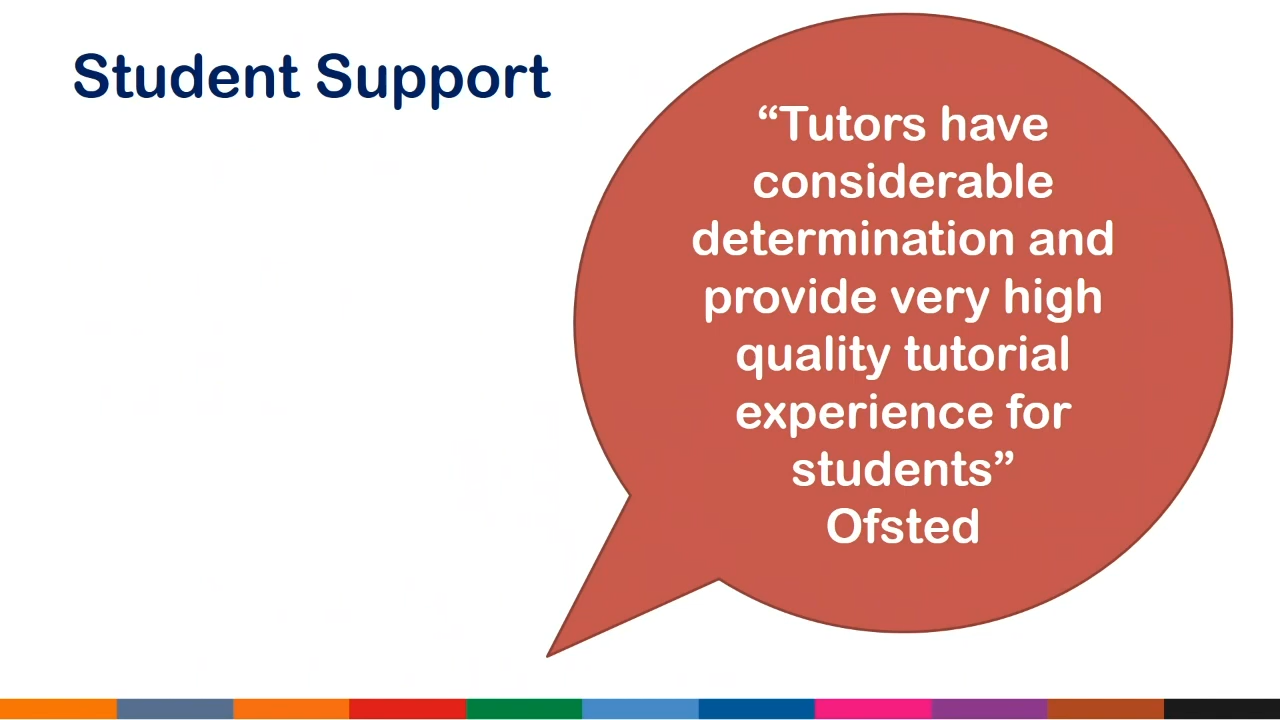 Student Support
“Tutors have
considerable
determination and
provide very high
quality tutorial
experience for
students”
Ofsted